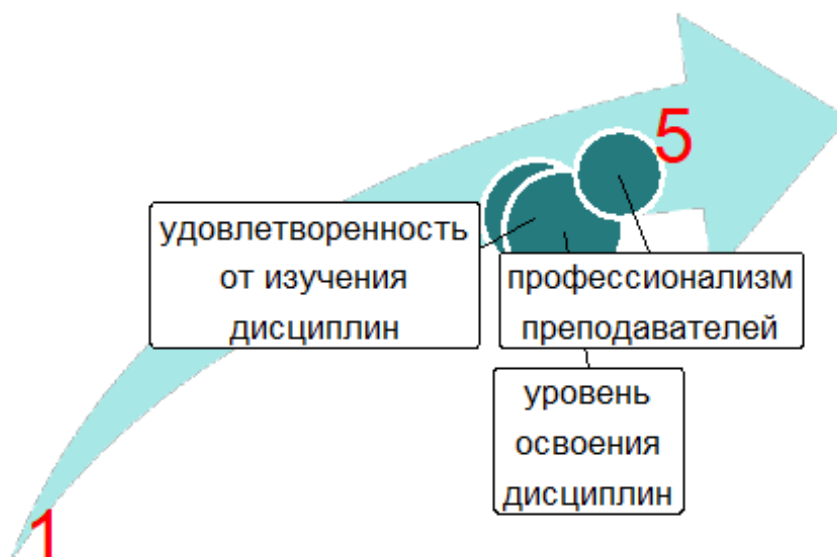 5
удовлетворенность
от изучения
дисциплин
профессионализм
преподавателей
уровень
освоения
дисциплин
1